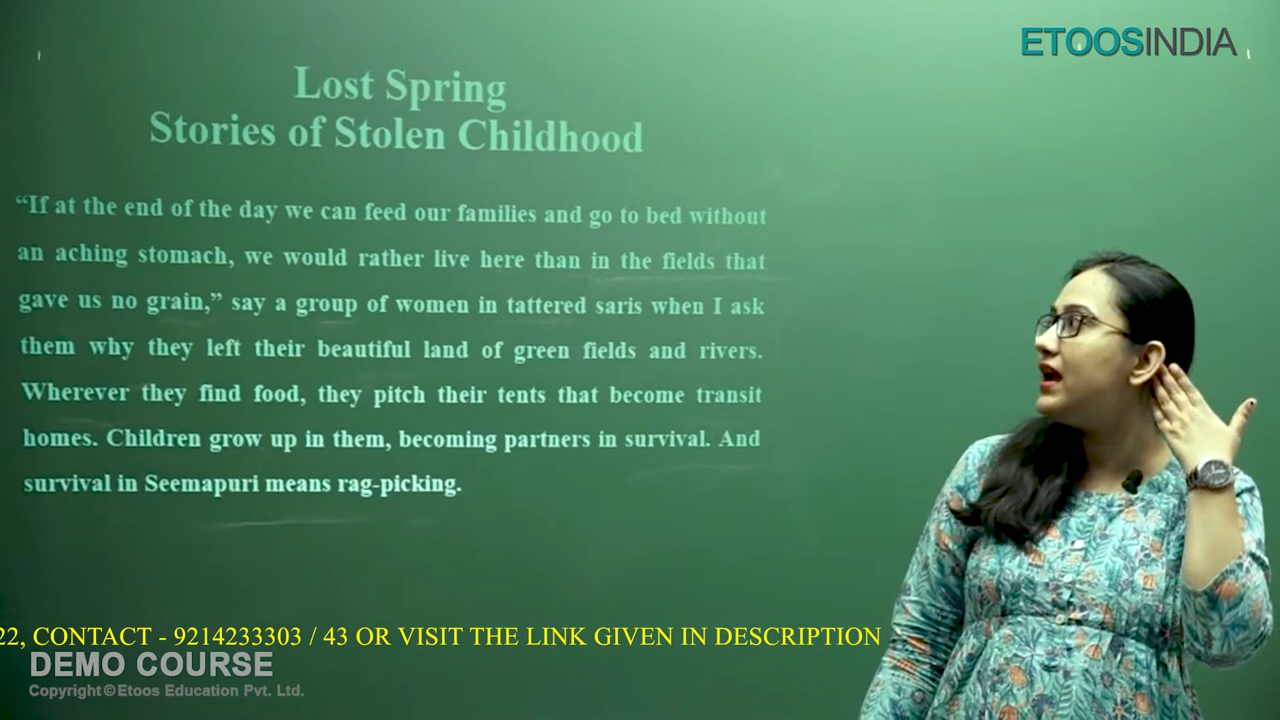 ETOOSINDIA
Lost Spring
Stories of Stolen Childhood
“If at the end of the day we can feed our families and go to bed without
an aching stomach, we would rather live here than in the fields that
gave us no grain,” say a group of women in tattered saris when I ask
them why they left their beautiful land of green fields and rivers.
Wherever they find food, they pitch their tents that become transit
homes. Children grow up in them, becoming partners in survival. And
survival in Seemapuri means rag-picking.
22, CONTACT - 9214233303 / 43 OR VISIT THE LINK GIVEN IN DESCRIPTION
DEMO COURSE
Copyright © Etoos Education Pvt. Ltd.